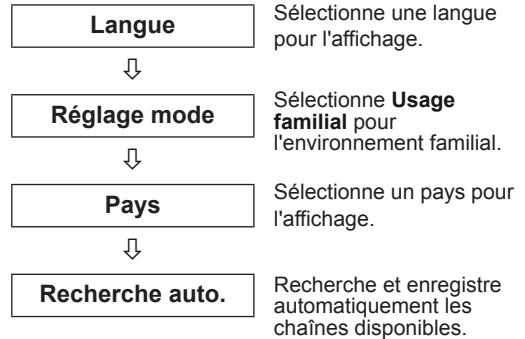 Langue
Sélectionne une langue
pour l'affichage.
Réglage mode
Sélectionne Usage
familial pour
l'environnement familial.
Pays
Sélectionne un pays pour
l'affichage.
Recherche auto.
Recherche et enregistre
automatiquement les
chaînes disponibles.